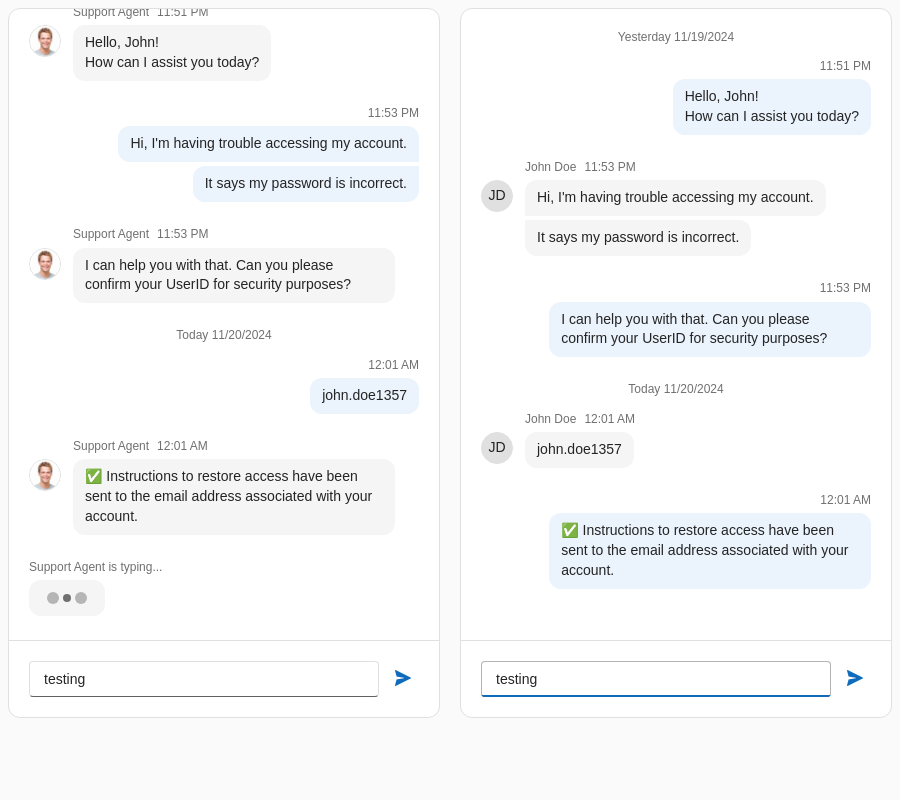 Support Agent 11:51 PM
Hello, John!
How can I assist you today?
11:53 PM
Hi, I'm having trouble accessing my account.
It says my password is incorrect.
Support Agent 11:53 PM
I can help you with that. Can you please
confirm your UserID for security purposes?
Today 11/20/2024
12:01 AM
john.doe1357
Support Agent 12:01 AM
✅ Instructions to restore access have been
sent to the email address associated with your
account.
Support Agent is typing...
testing
Yesterday 11/19/2024
11:51 PM
Hello, John!
How can I assist you today?
John Doe 11:53 PM
JD
Hi, I'm having trouble accessing my account.
It says my password is incorrect.
11:53 PM
I can help you with that. Can you please
confirm your UserID for security purposes?
Today 11/20/2024
John Doe 12:01 AM
JD
john.doe1357
12:01 AM
✅ Instructions to restore access have been
sent to the email address associated with your
account.
testing